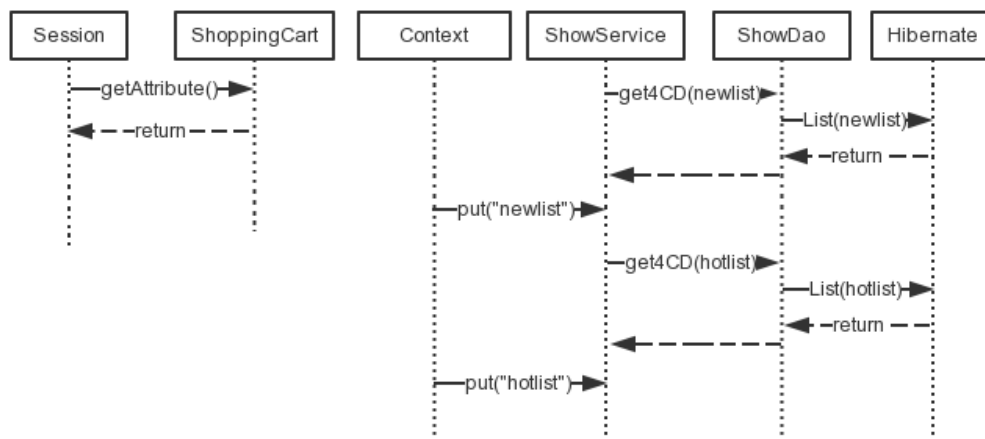 Session ShoppingCart Context ShowService ShowDao Hibernate
getAttribute() get4CD(newlist)
List(newlist)
return
return
put("newlist")
get4CD(hotlist)
List(hotlist)
return
put("hotlist")